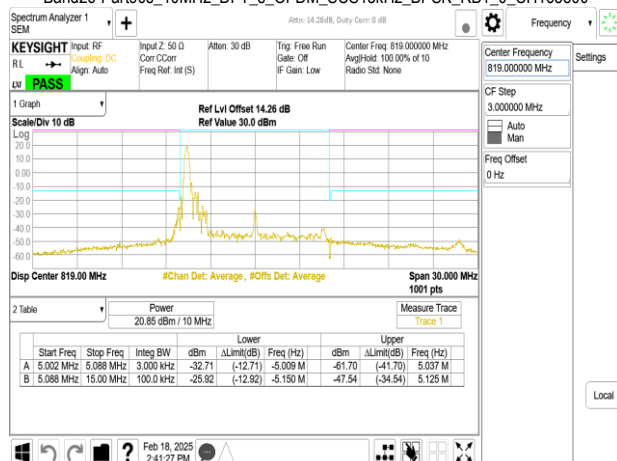 Spectrum Analyzer 1
SEM
Attn: 14.26dB, Duty Corr: 0 dB
Frequency
KEYSIGHT
RL
LXI PASS
Input: RF
Coupling: DC
Align: Auto
Input Z: 50 Ω
Corr CCorr
Freq Ref: Int (S)
Atten: 30 dB
Trig: Free Run
Gate: Off
IF Gain: Low
Center Freq: 819.000000 MHz
Avg|Hold: 100.00% of 10
Radio Std: None
Center Frequency
819.000000 MHz
Settings
CF Step
3.000000 MHz
Auto
Man
Freq Offset
0 Hz
1 Graph
Scale/Div 10 dB
Ref Lvl Offset 14.26 dB
Ref Value 30.0 dBm
Log
20.0
10.0
0.00
-10.0
-20.0
-30.0
-40.0
-50.0
-60.0
Disp Center 819.00 MHz
#Chan Det: Average, #Offs Det: Average
Span 30.000 MHz
1001 pts
2 Table
Power
20.85 dBm / 10 MHz
Measure Trace
Trace 1
Lower Upper
Start Freq Stop Freq Integ BW dBm ΔLimit(dB) Freq (Hz) dBm ΔLimit(dB) Freq (Hz)
A 5.002 MHz 5.088 MHz 3.000 kHz -32.71 (-12.71) -5.009 M -61.70 (-41.70) 5.037 M
B 5.088 MHz 15.00 MHz 100.0 kHz -25.92 (-12.92) -5.150 M -47.54 (-34.54) 5.125 M
Local
Feb 18, 2025
2:41:27 PM